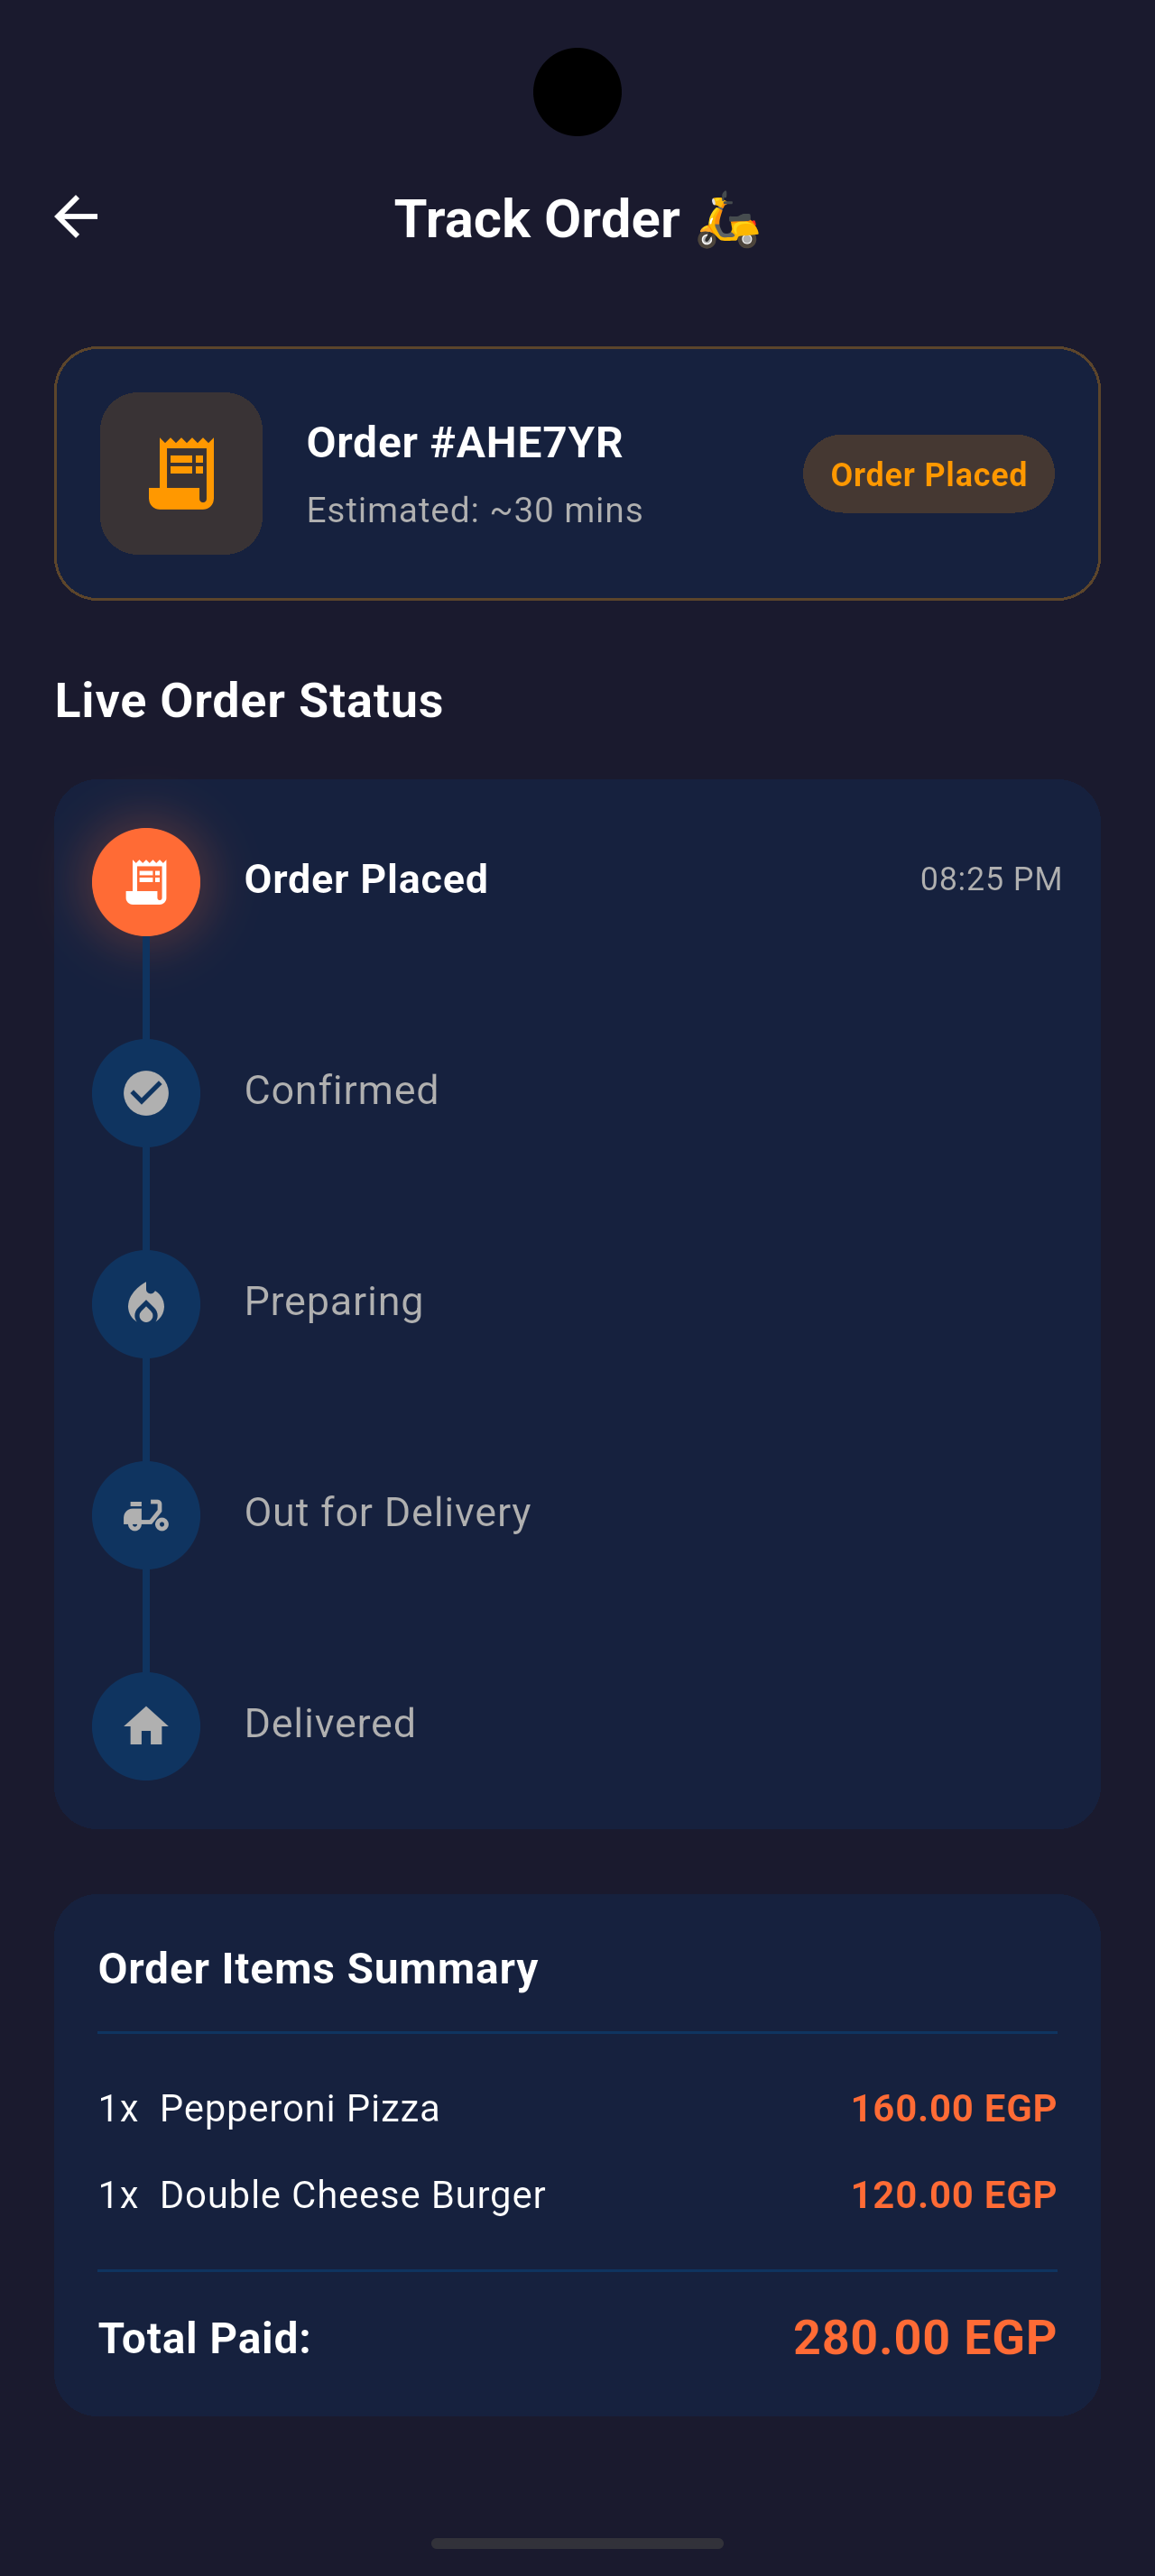 Track Order 🛵
Order #AHE7YR
Estimated: ~30 mins
Order Placed
Live Order Status
Order Placed 08:25 PM
Confirmed
Preparing
Out for Delivery
Delivered
Order Items Summary
1x Pepperoni Pizza 160.00 EGP
1x Double Cheese Burger 120.00 EGP
Total Paid: 280.00 EGP